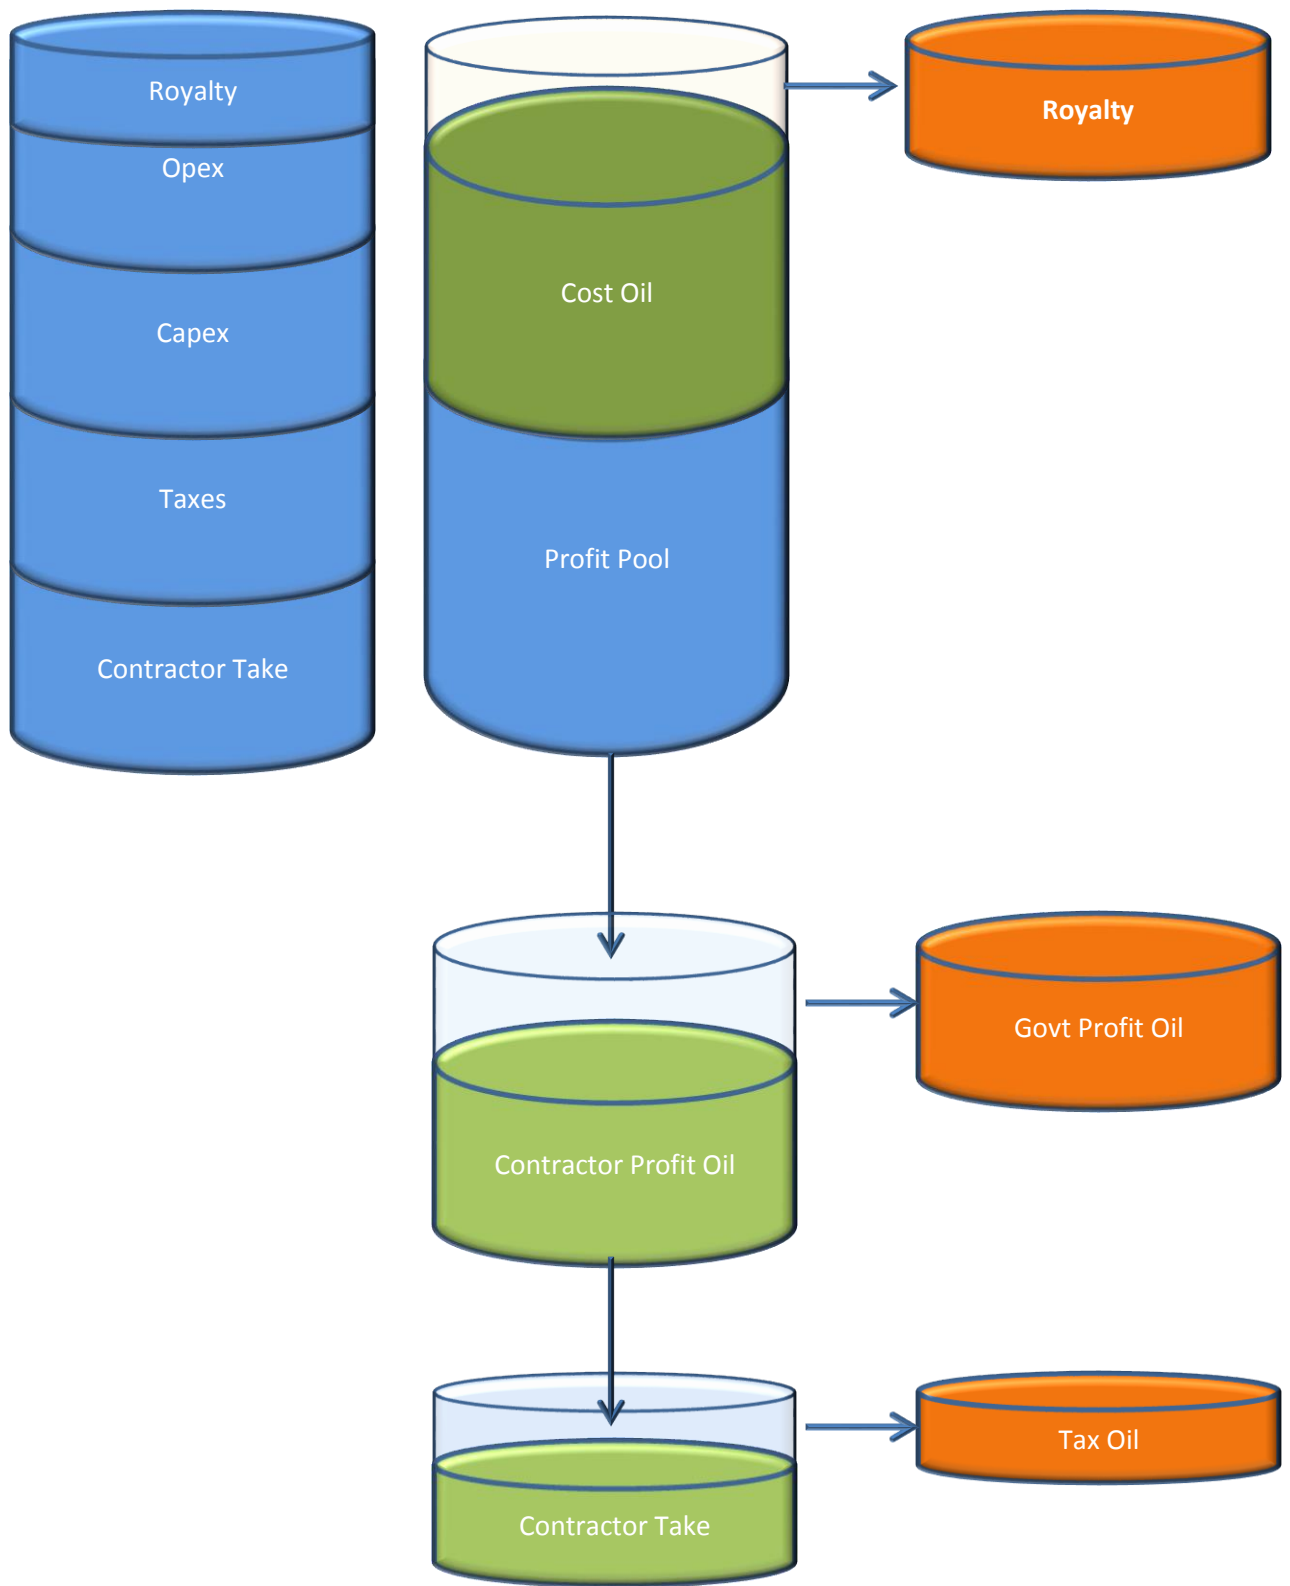 Royalty
Opex
Capex
Taxes
Contractor Take
Cost Oil
Profit Pool
Royalty
Contractor Profit Oil
Govt Profit Oil
Contractor Take
Tax Oil